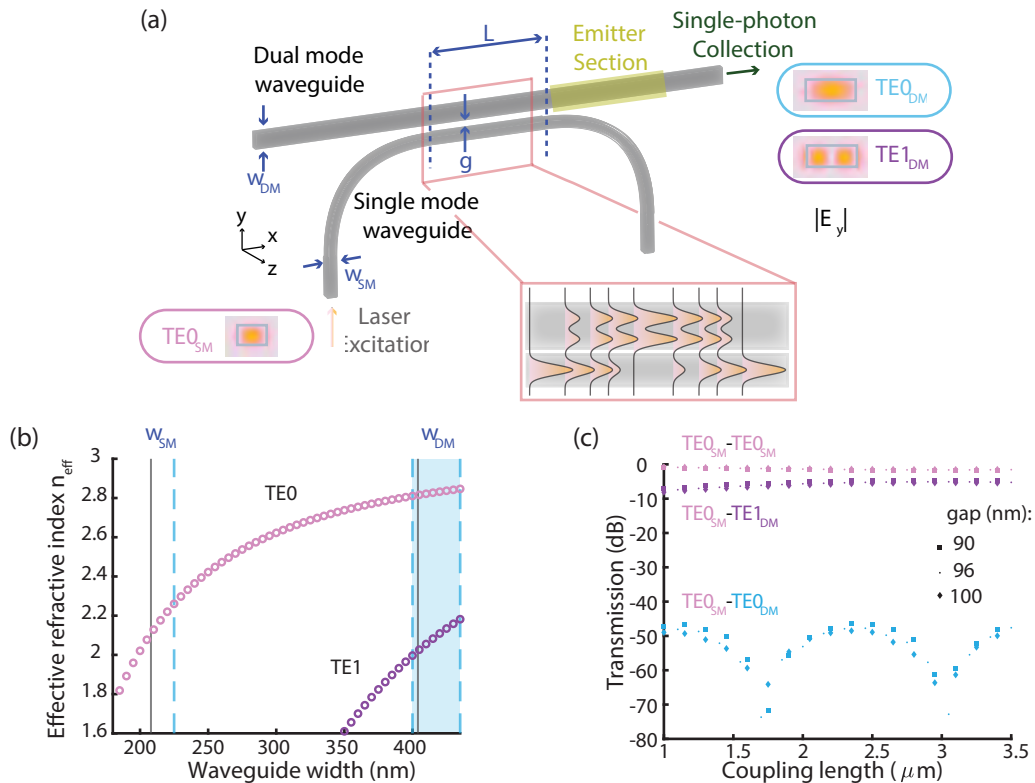 (a)
Dual mode
waveguide
L
Emitter
Section
Single-photon
Collection
TE0DM
TE1DM
|E y|
wDM
g
Single mode
waveguide
y
x
z
wSM
TE0SM
Laser
Excitation
(b)
wSM
wDM
Effective refractive index neff
3
2.8
2.6
2.4
2.2
2
1.8
1.6
TE0
TE1
200
250
300
350
400
Waveguide width (nm)
(c)
Transmission (dB)
0
-10
-20
-30
-40
-50
-60
-70
-80
TE0SM-TE0SM
TE0SM-TE1DM
TE0SM-TE0DM
gap (nm):
90
96
100
1
1.5
2
2.5
3
3.5
Coupling length ( μm)